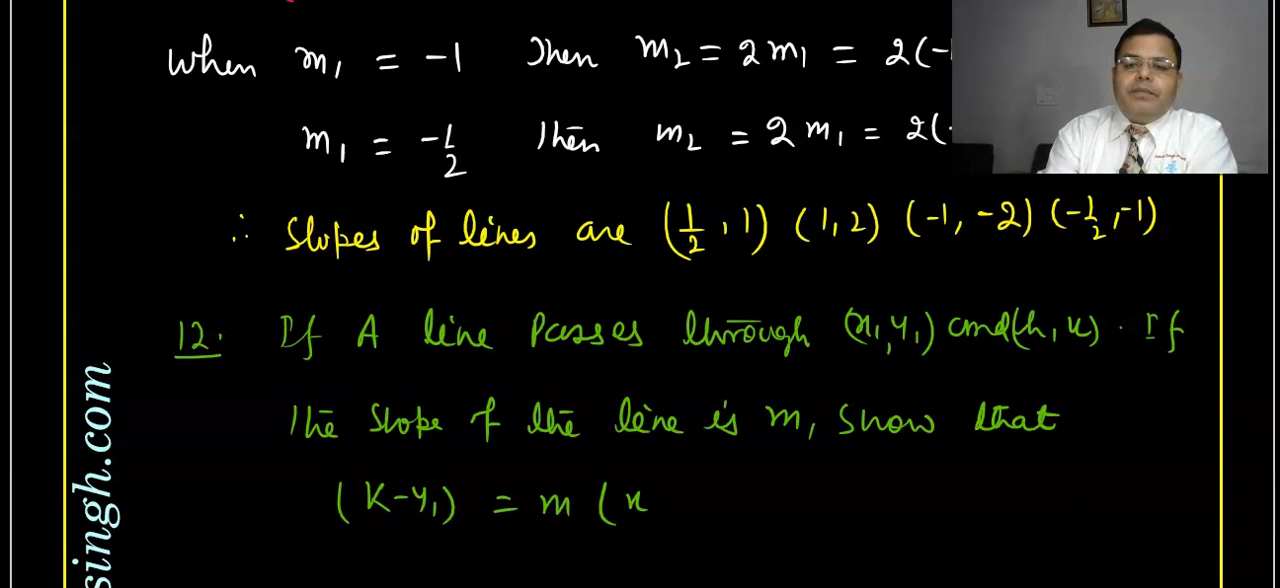 When m₁ = -1 Then m₂ = 2m₁ = 2(-1
m₁ = -1/2 Then m₂ = 2m₁ = 2(-
∴ Slopes of lines are (1/2, 1) (1, 2) (-1, -2) (-1/2, -1)
12. If A line Passes through (x₁, y₁) and (h, k). If
the slope of the line is m, Show that
(K-y₁) = m (x
singh.com